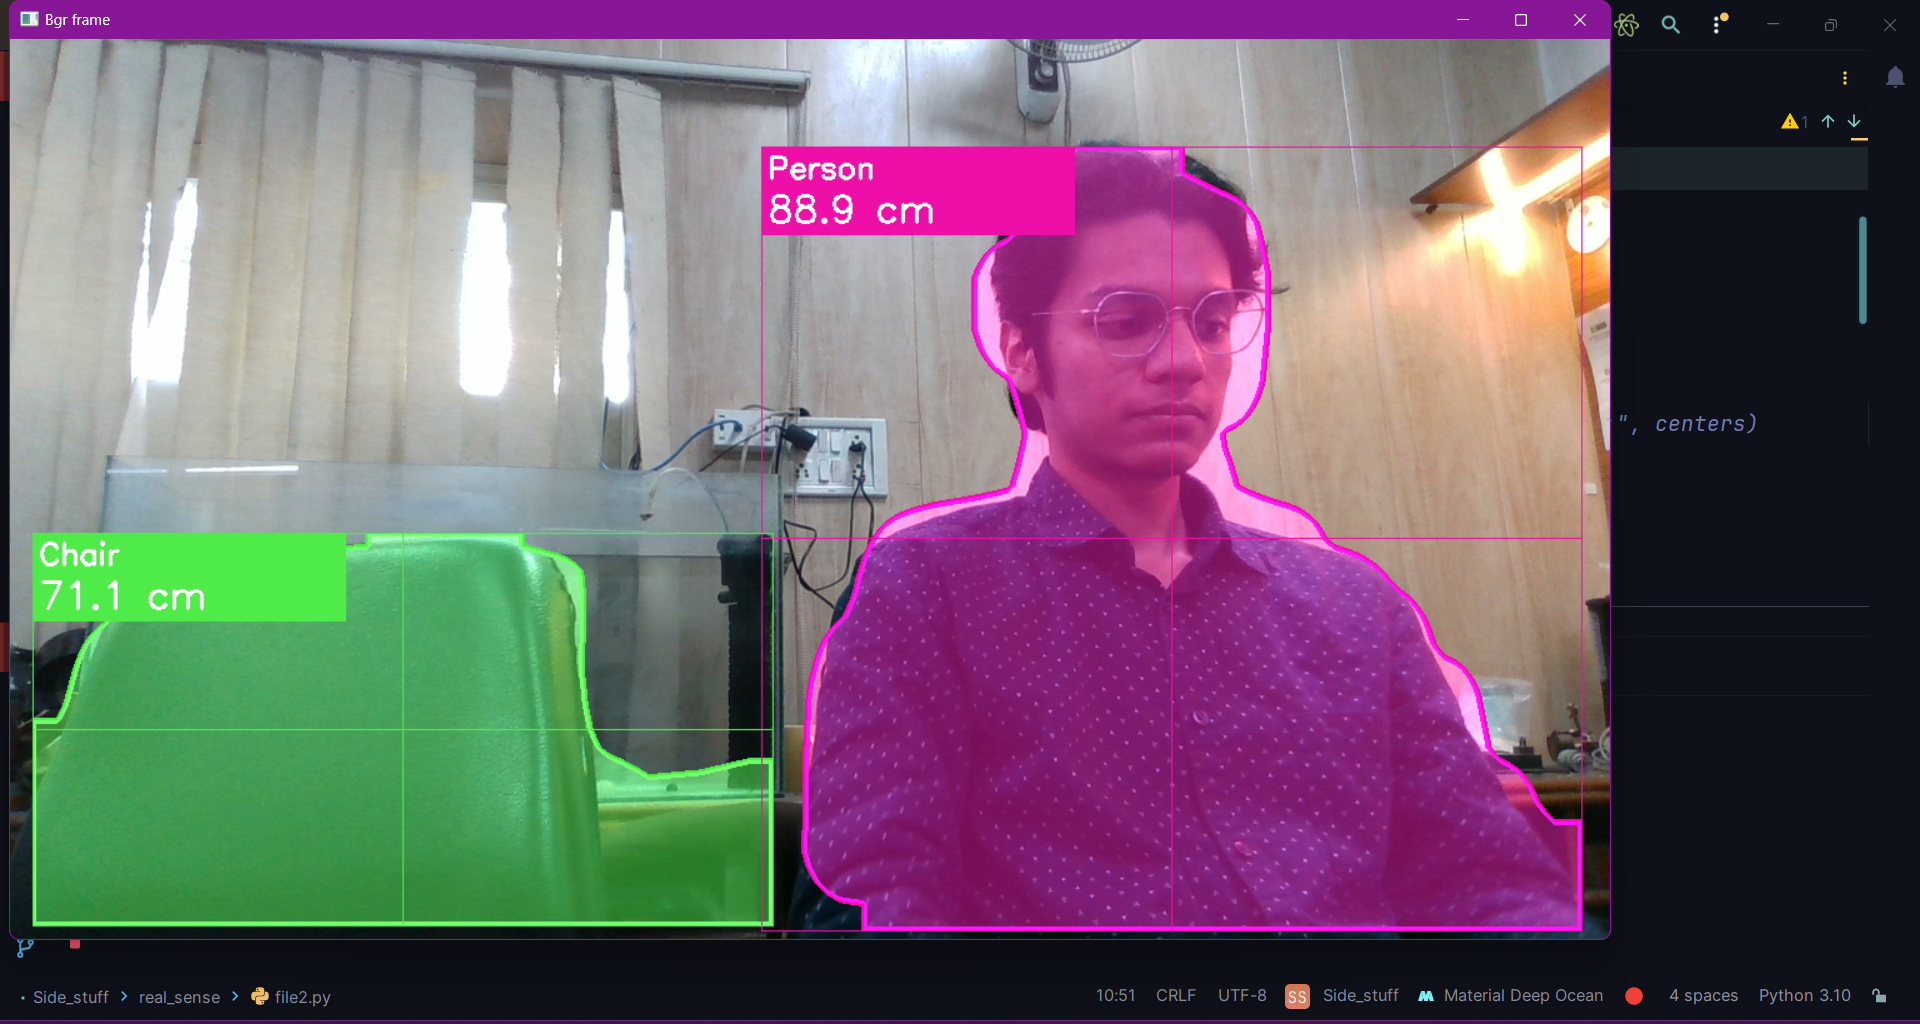 Bgr frame
Person
88.9 cm
Chair
71.1 cm
1
", centers)
Side_stuff > real_sense > file2.py
10:51 CRLF UTF-8 SS Side_stuff Material Deep Ocean 4 spaces Python 3.10